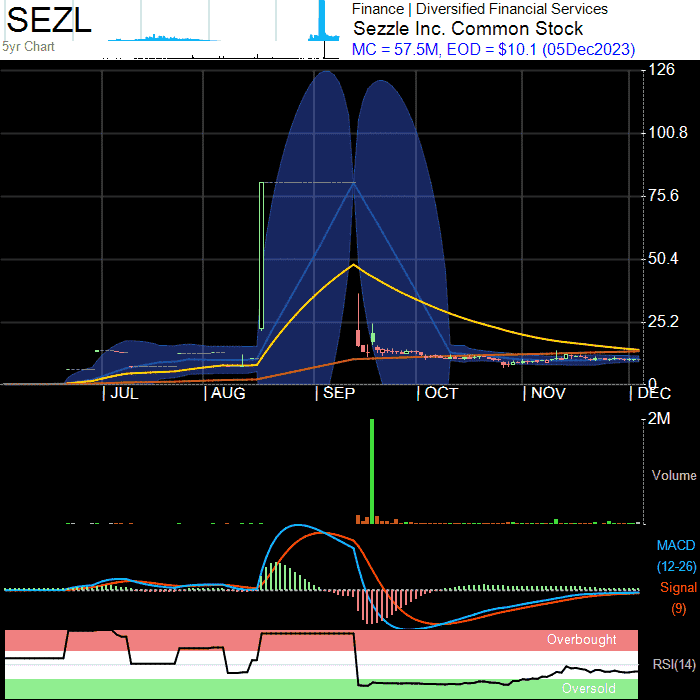 SEZL
5yr Chart
Finance | Diversified Financial Services
Sezzle Inc. Common Stock
MC = 57.5M, EOD = $10.1 (05Dec2023)
126
100.8
75.6
50.4
25.2
0
JUL
AUG
SEP
OCT
NOV
DEC
2M
Volume
MACD
(12-26)
Signal
(9)
Overbought
RSI(14)
Oversold